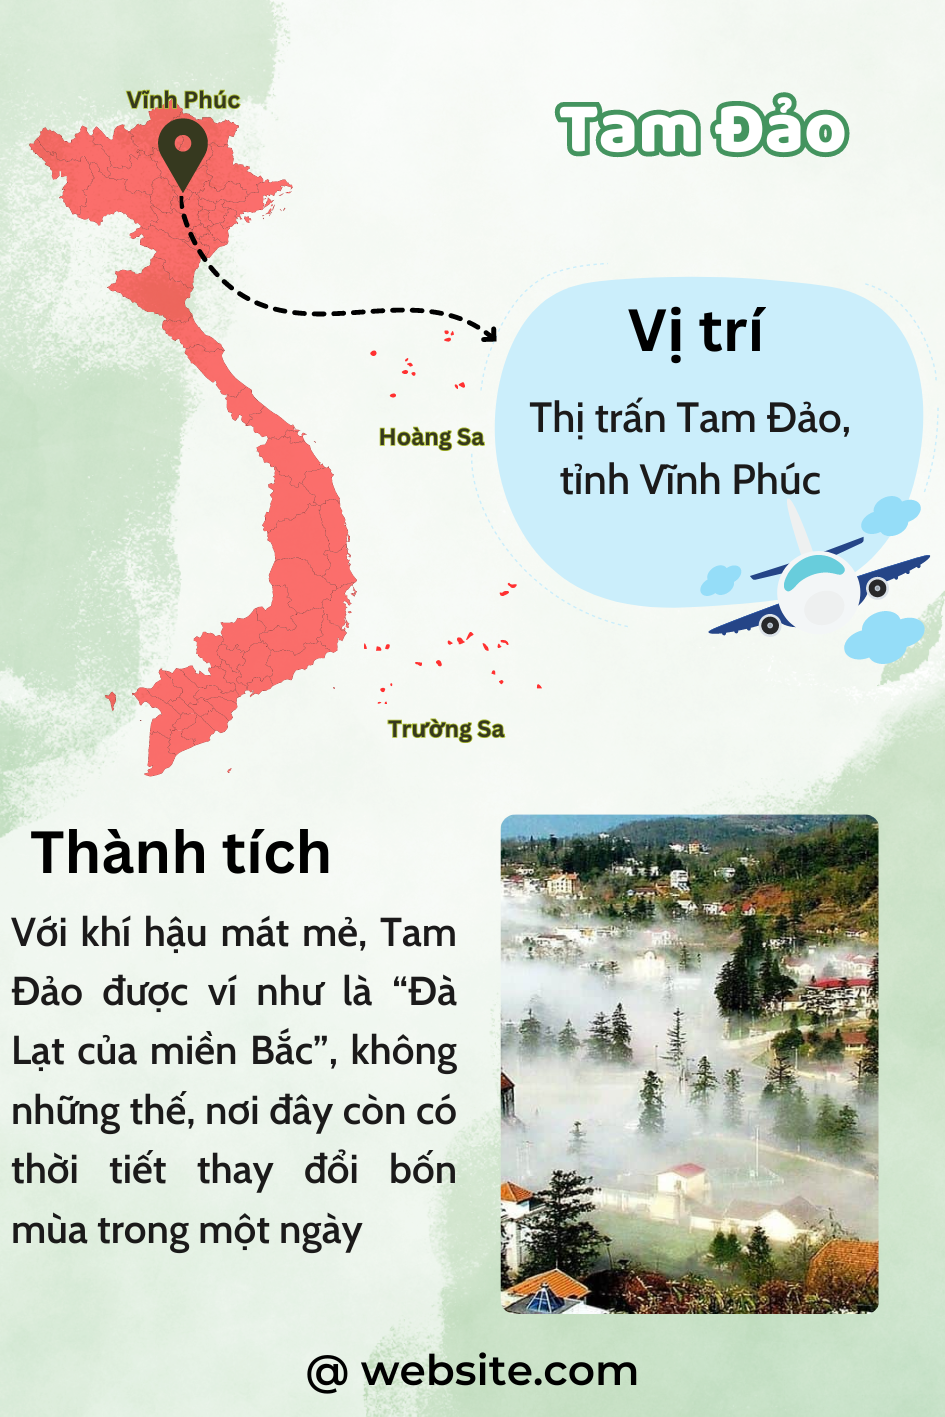 Vĩnh Phúc
Tam Đảo
Vị trí
Thị trấn Tam Đảo,
tỉnh Vĩnh Phúc
Hoàng Sa
Trường Sa
Thành tích
Với khí hậu mát mẻ, Tam
Đảo được ví như là “Đà
Lạt của miền Bắc”, không
những thế, nơi đây còn có
thời tiết thay đổi bốn
mùa trong một ngày
@ website.com